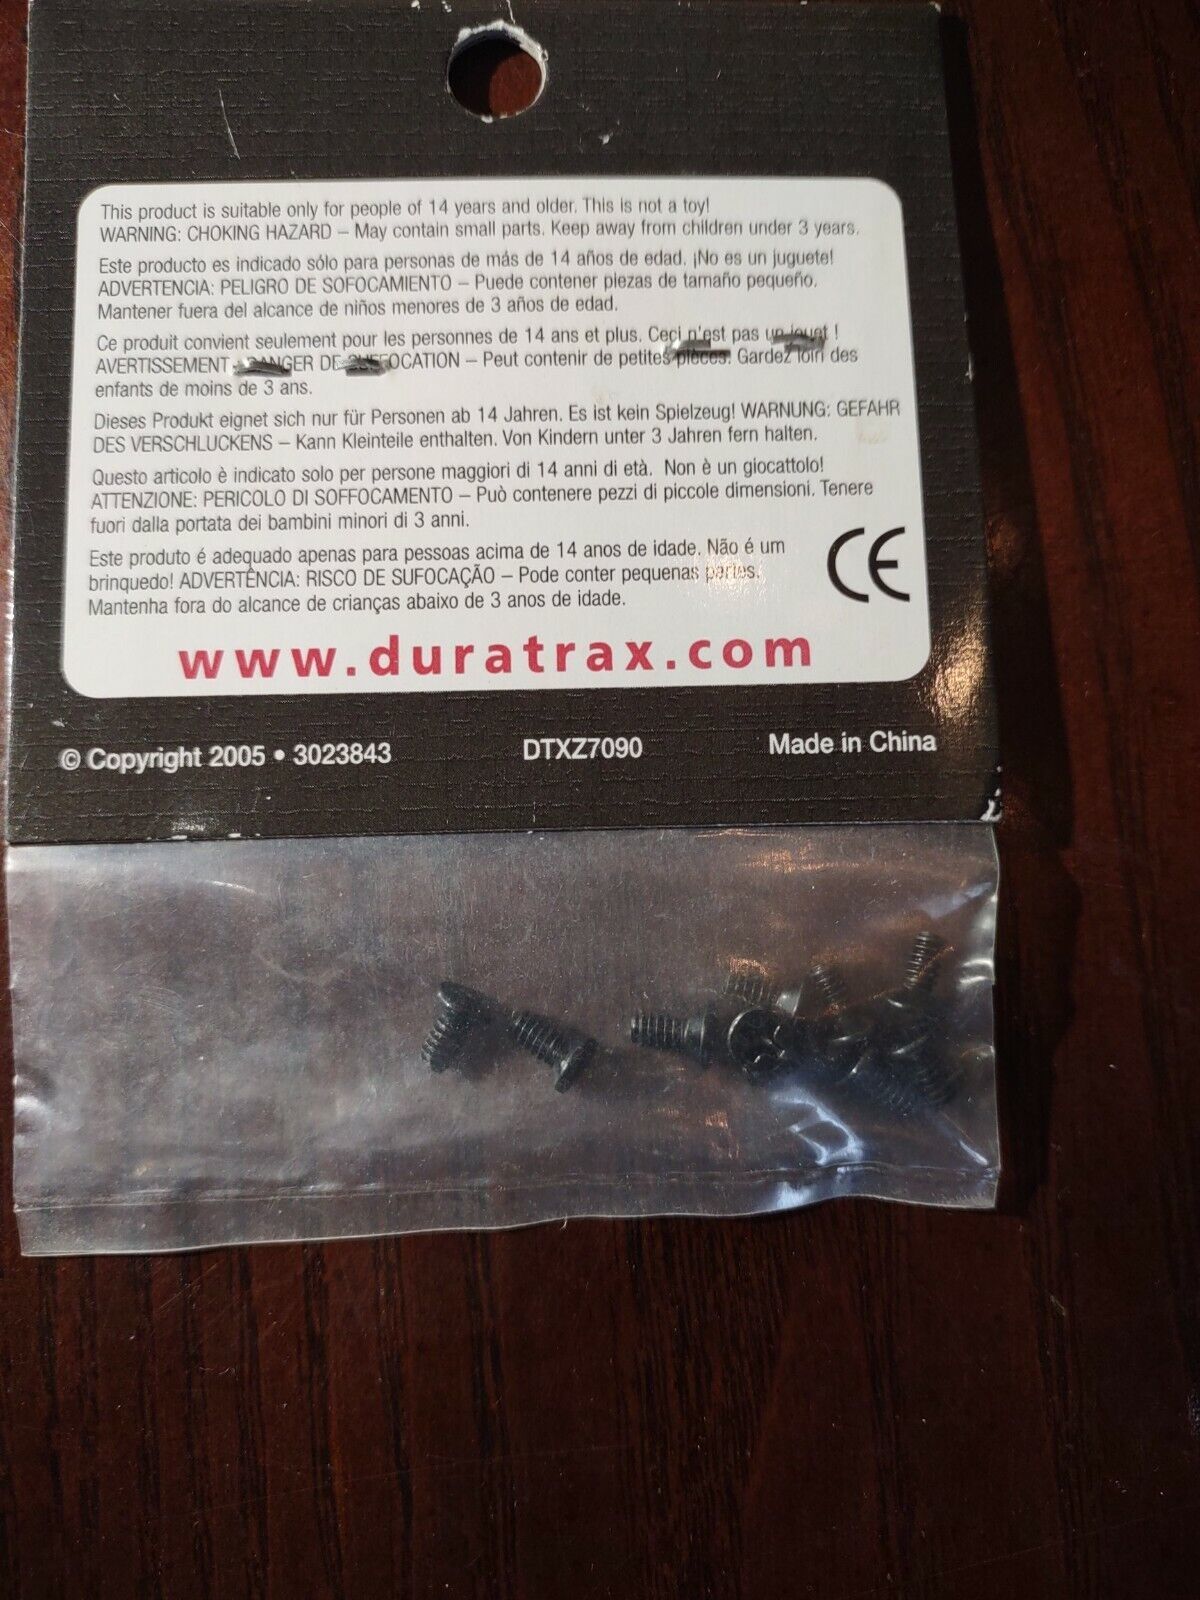 This product is suitable only for people of 14 years and older. This is not a toy!
WARNING: CHOKING HAZARD – May contain small parts. Keep away from children under 3 years.
Este producto es indicado sólo para personas de más de 14 años de edad. ¡No es un juguete!
ADVERTENCIA: PELIGRO DE SOFOCAMIENTO – Puede contener piezas de tamaño pequeño.
Mantener fuera del alcance de niños menores de 3 años de edad.
Ce produit convient seulement pour les personnes de 14 ans et plus. Ceci n'est pas un jouet !
AVERTISSEMENT – DANGER DE SUFFOCATION – Peut contenir de petites pièces. Gardez loin des
enfants de moins de 3 ans.
Dieses Produkt eignet sich nur für Personen ab 14 Jahren. Es ist kein Spielzeug! WARNUNG: GEFAHR
DES VERSCHLUCKENS – Kann Kleinteile enthalten. Von Kindern unter 3 Jahren fern halten.
Questo articolo è indicato solo per persone maggiori di 14 anni di età. Non è un giocattolo!
ATTENZIONE: PERICOLO DI SOFFOCAMENTO – Può contenere pezzi di piccole dimensioni. Tenere
fuori dalla portata dei bambini minori di 3 anni.
Este produto é adequado apenas para pessoas acima de 14 anos de idade. Não é um
brinquedo! ADVERTÊNCIA: RISCO DE SUFOCAÇÃO – Pode conter pequenas partes.
Mantenha fora do alcance de crianças abaixo de 3 anos de idade.
CE
www.duratrax.com
© Copyright 2005 • 3023843 DTXZ7090 Made in China